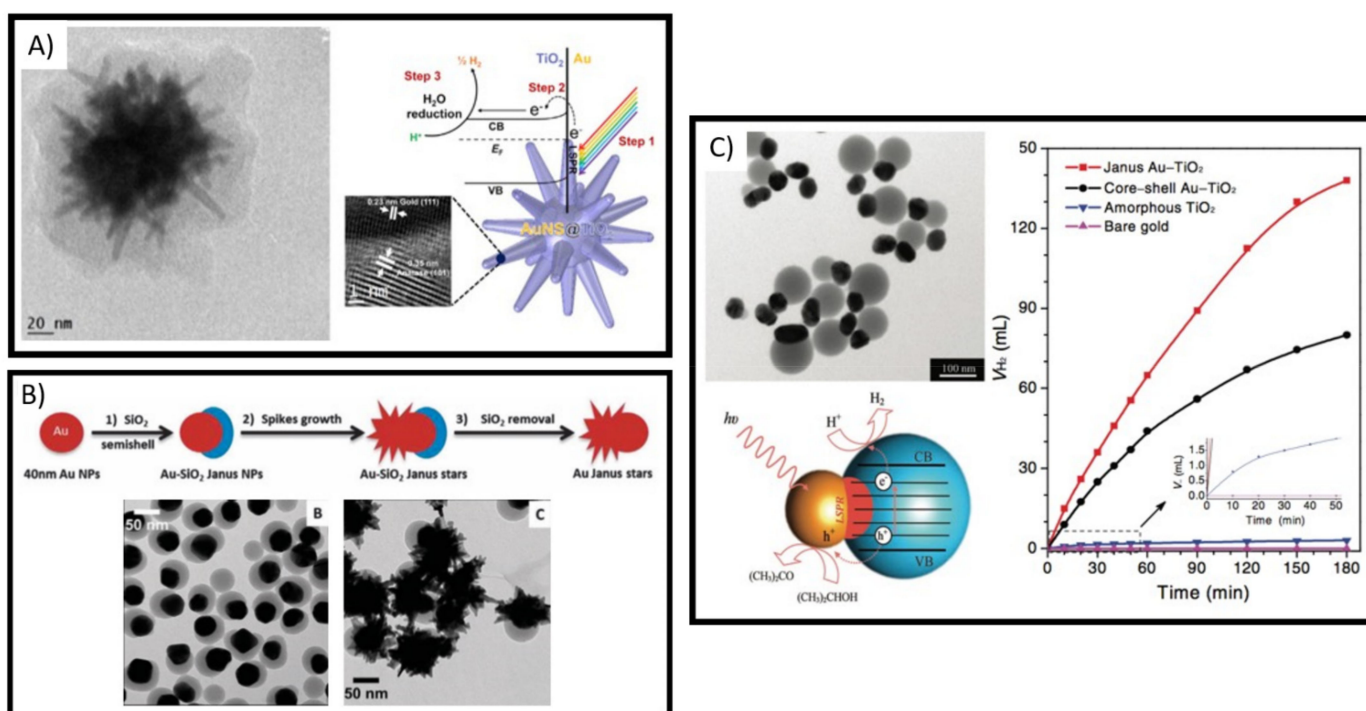 A)
20 nm
½ H₂
Step 3
H₂O
reduction
H⁺
TiO₂
Au
Step 2
e⁻
CB
e⁻
E_F
LSPR
Step 1
VB
0.23 nm Gold (111)
Anatase (101)
1 nm
AuNS@TiO₂
B)
Au
1) SiO₂
semishell
2) Spikes growth
3) SiO₂ removal
40nm Au NPs
Au-SiO₂ Janus NPs
Au-SiO₂ Janus stars
Au Janus stars
50 nm
B
C
50 nm
C)
100 nm
hυ
H⁺
H₂
CB
e⁻
LSPR
h⁺
h⁺
VB
(CH₃)₂CO
(CH₃)₂CHOH
V_H₂ (mL)
150
120
90
60
30
0
Janus Au–TiO₂
Core–shell Au–TiO₂
Amorphous TiO₂
Bare gold
(mL)
1.5
1.0
0.5
0.0
0 10 20 30 40 50
Time (min)
0 30 60 90 120 150 180
Time (min)